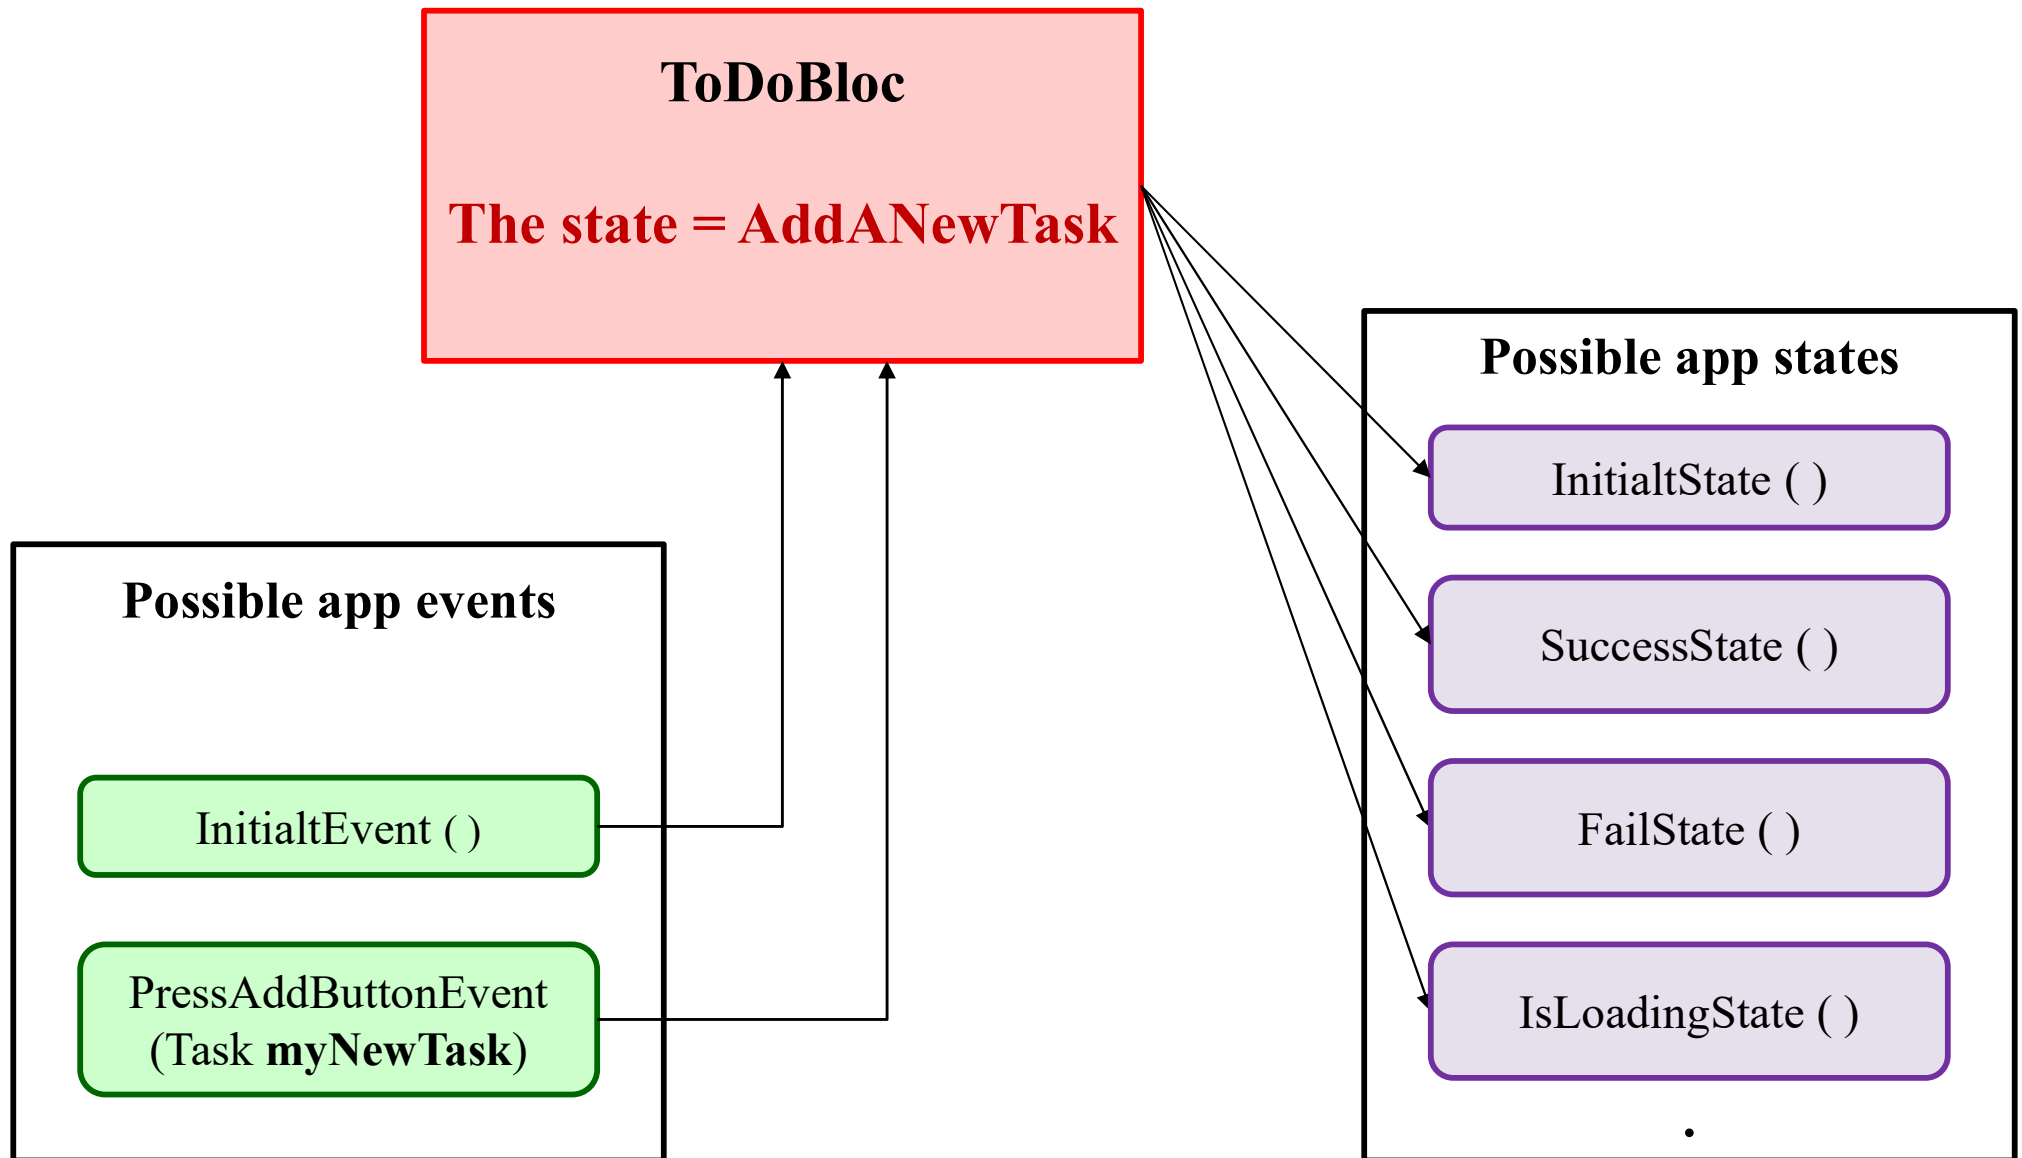 ToDoBloc
The state = AddANewTask
Possible app events
InitialtEvent ( )
PressAddButtonEvent
(Task myNewTask)
Possible app states
InitialtState ( )
SuccessState ( )
FailState ( )
IsLoadingState ( )
.